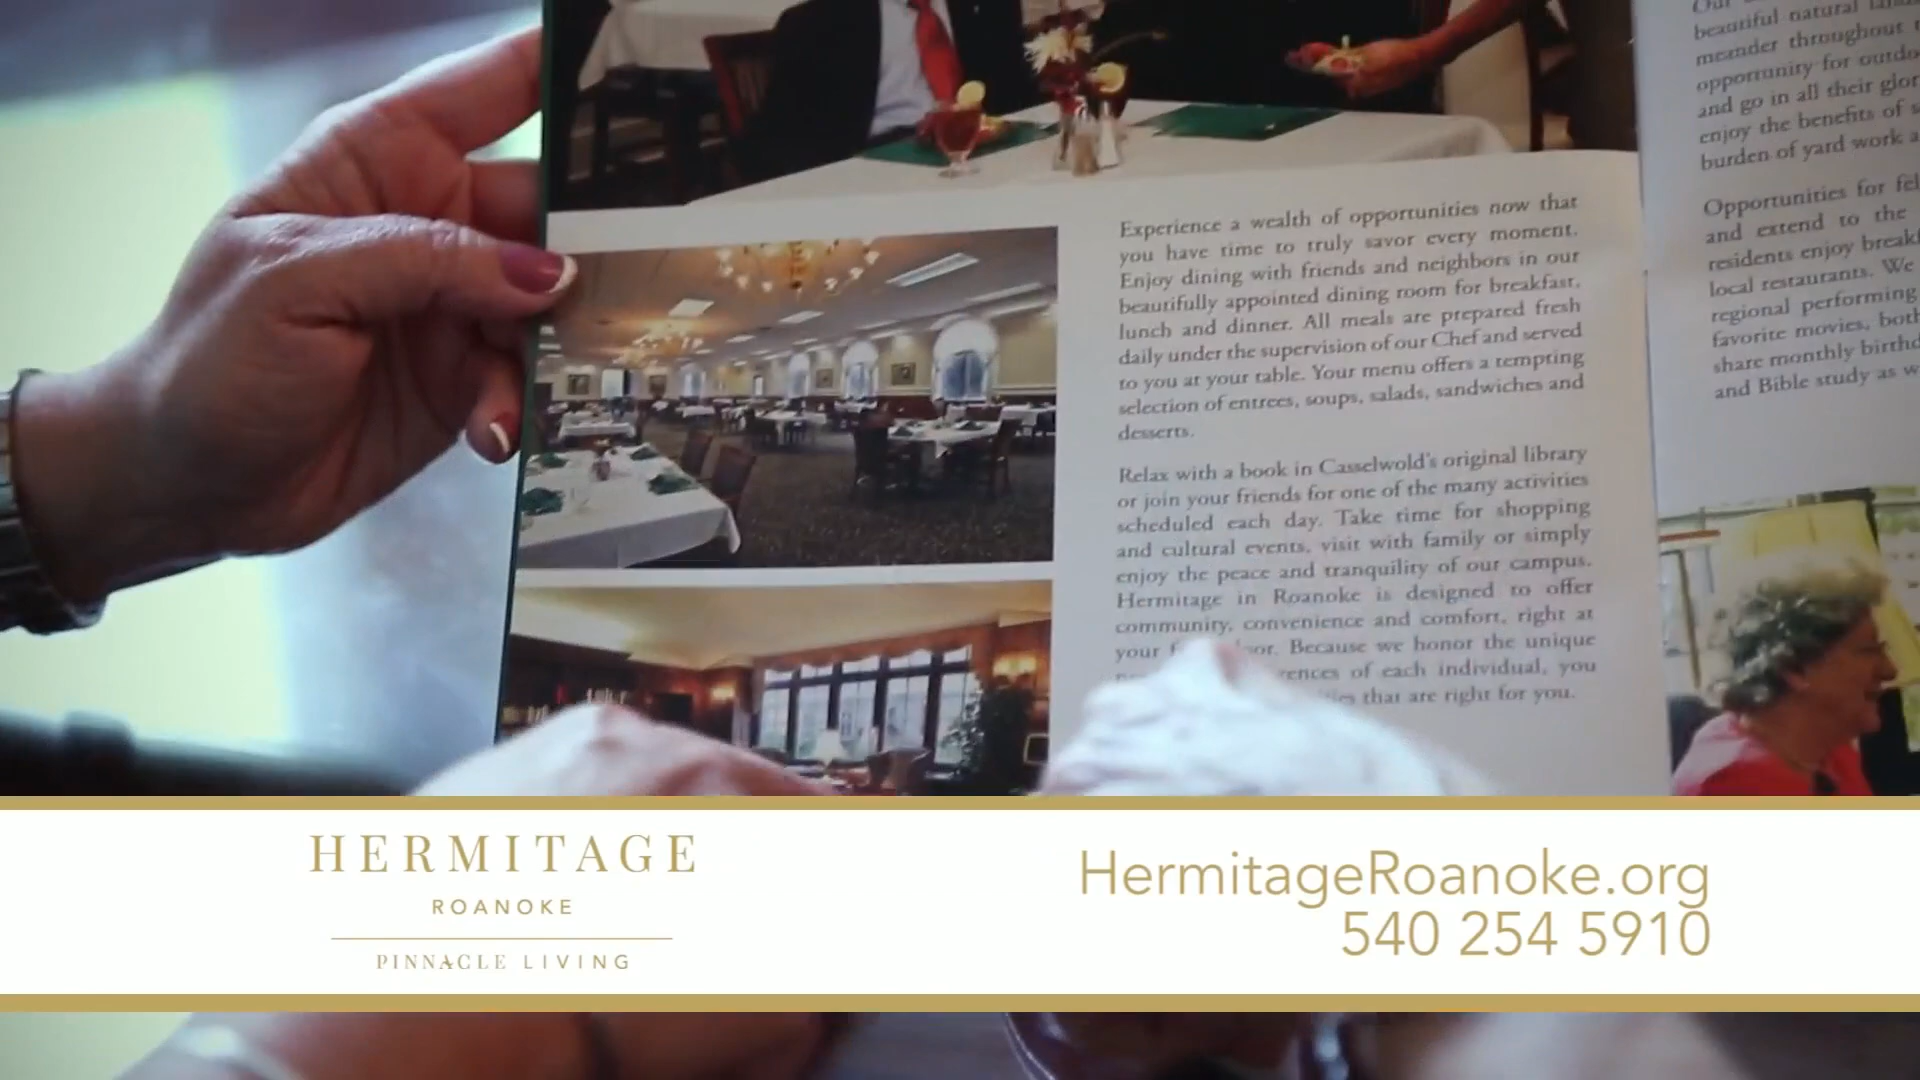 Experience a wealth of opportunities now that
you have time to truly savor every moment.
Enjoy dining with friends and neighbors in our
beautifully appointed dining room for breakfast,
lunch and dinner. All meals are prepared fresh
daily under the supervision of our Chef and served
to you at your table. Your menu offers a tempting
selection of entrees, soups, salads, sandwiches and
desserts.
Relax with a book in Casselwold's original library
or join your friends for one of the many activities
scheduled each day. Take time for shopping
and cultural events, visit with family or simply
enjoy the peace and tranquility of our campus.
Hermitage in Roanoke is designed to offer
community, convenience and comfort, right at
your Because we honor the unique
of each individual, you
that are right for you.
Our
beautiful natural
meander throughout
opportunity for
and go in all their
enjoy the benefits of
burden of yard work
Opportunities for
and extend to the
residents enjoy
local restaurants. We
regional performing
favorite movies, both
share monthly
and Bible study as
HERMITAGE
ROANOKE
PINNACLE LIVING
HermitageRoanoke.org
540 254 5910